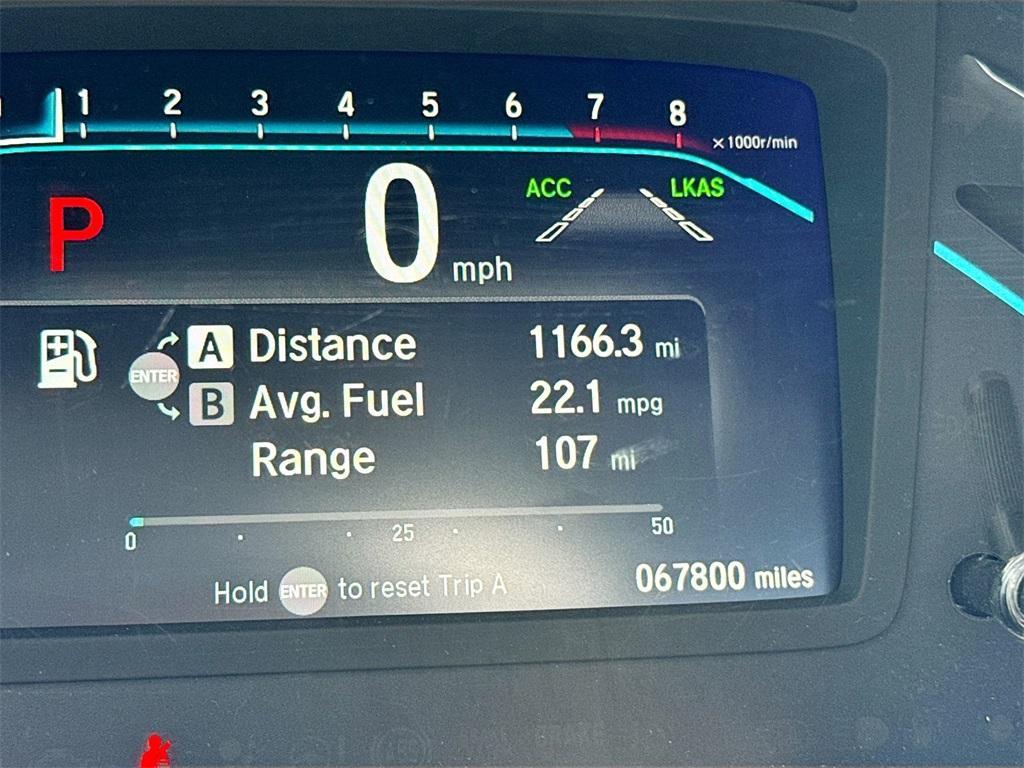 1 2 3 4 5 6 7 8
×1000r/min
P
0 mph
ACC LKAS
A Distance 1166.3 mi
ENTER
B Avg. Fuel 22.1 mpg
Range 107 mi
0 25 50
Hold ENTER to reset Trip A
067800 miles